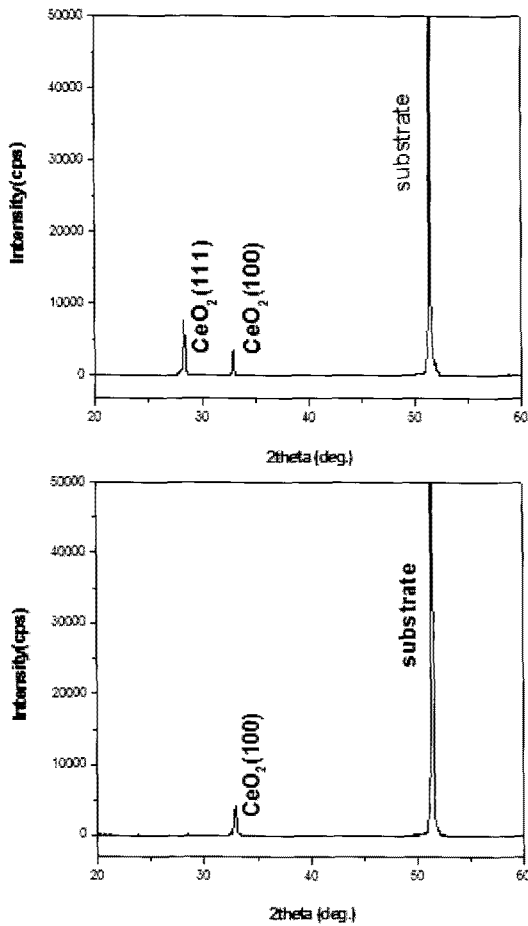 50000
40000
30000
20000
10000
0
Intensity(cps)
CeO2(111)
CeO2(100)
substrate
20 30 40 50 60
2theta (deg.)
50000
40000
30000
20000
10000
0
Intensity(cps)
CeO2(100)
substrate
20 30 40 50 60
2theta (deg.)